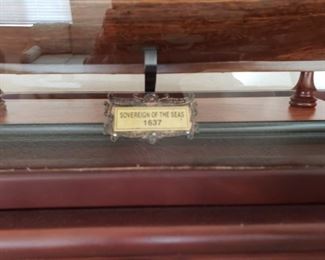 SOVEREIGN OF THE SEAS
1637